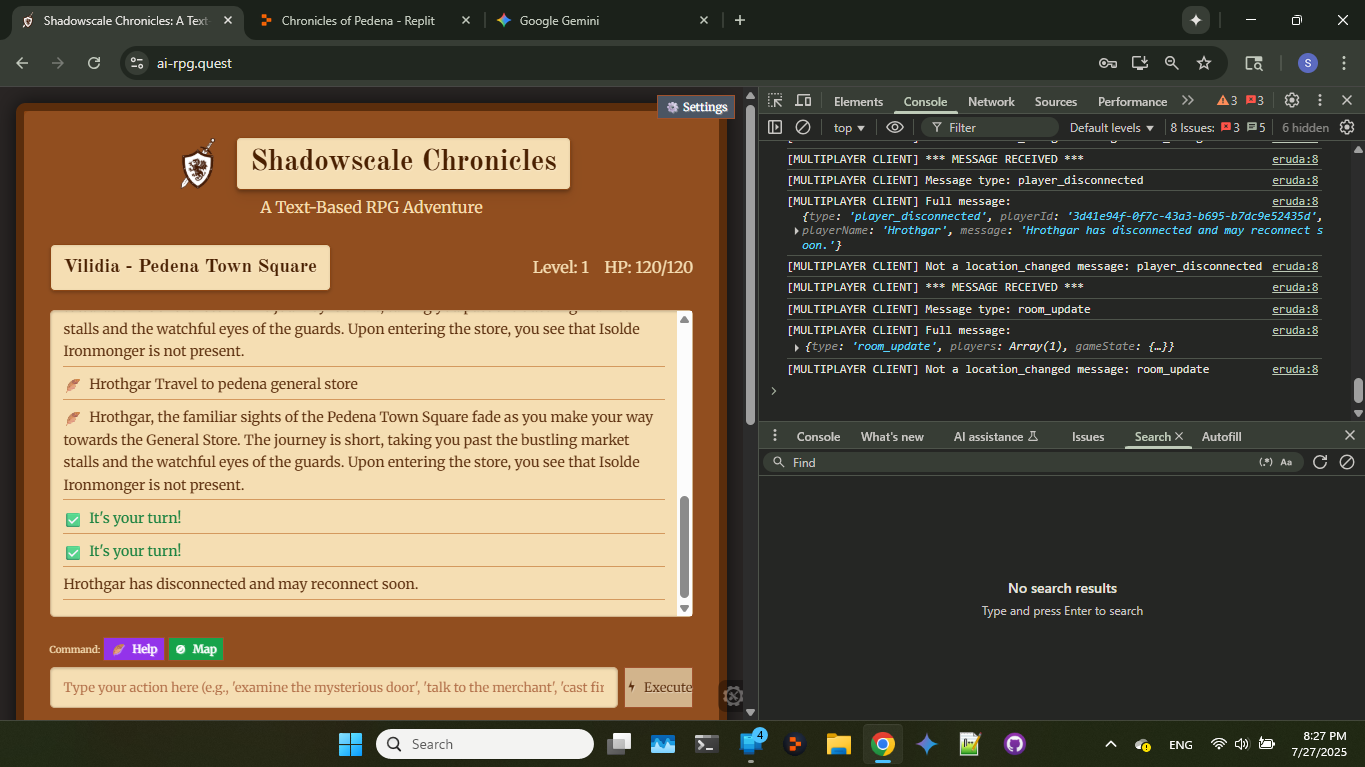 Shadowscale Chronicles: A Text
Chronicles of Pedena - Replit
Google Gemini
ai-rpg.quest
S
Settings
Shadowscale Chronicles
A Text-Based RPG Adventure
Vilidia - Pedena Town Square
Level: 1 HP: 120/120
stalls and the watchful eyes of the guards. Upon entering the store, you see that Isolde
Ironmonger is not present.
Hrothgar Travel to pedena general store
Hrothgar, the familiar sights of the Pedena Town Square fade as you make your way
towards the General Store. The journey is short, taking you past the bustling market
stalls and the watchful eyes of the guards. Upon entering the store, you see that Isolde
Ironmonger is not present.
It's your turn!
It's your turn!
Hrothgar has disconnected and may reconnect soon.
Command: Help Map
Type your action here (e.g., 'examine the mysterious door', 'talk to the merchant', 'cast fir
Execute
Elements Console Network Sources Performance 3 3
top Filter Default levels 8 Issues: 3 5 6 hidden
[MULTIPLAYER CLIENT] *** MESSAGE RECEIVED *** eruda:8
[MULTIPLAYER CLIENT] Message type: player_disconnected eruda:8
[MULTIPLAYER CLIENT] Full message: eruda:8
{type: 'player_disconnected', playerId: '3d41e94f-0f7c-43a3-b695-b7dc9e52435d',
playerName: 'Hrothgar', message: 'Hrothgar has disconnected and may reconnect s
oon.'}
[MULTIPLAYER CLIENT] Not a location_changed message: player_disconnected eruda:8
[MULTIPLAYER CLIENT] *** MESSAGE RECEIVED *** eruda:8
[MULTIPLAYER CLIENT] Message type: room_update eruda:8
[MULTIPLAYER CLIENT] Full message: eruda:8
{type: 'room_update', players: Array(1), gameState: {…}}
[MULTIPLAYER CLIENT] Not a location_changed message: room_update eruda:8
Console What's new AI assistance Issues Search Autofill
Find (.*) Aa
No search results
Type and press Enter to search
Search
4
ENG
8:27 PM
7/27/2025